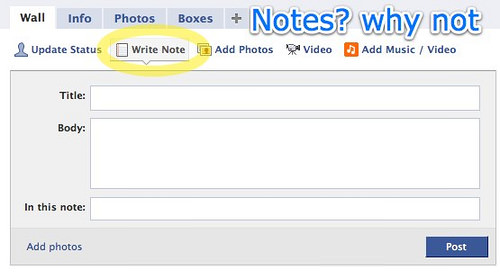 Wall Info Photos Boxes + Notes? why not
Update Status Write Note Add Photos Video Add Music / Video
Title:
Body:
In this note:
Add photos Post